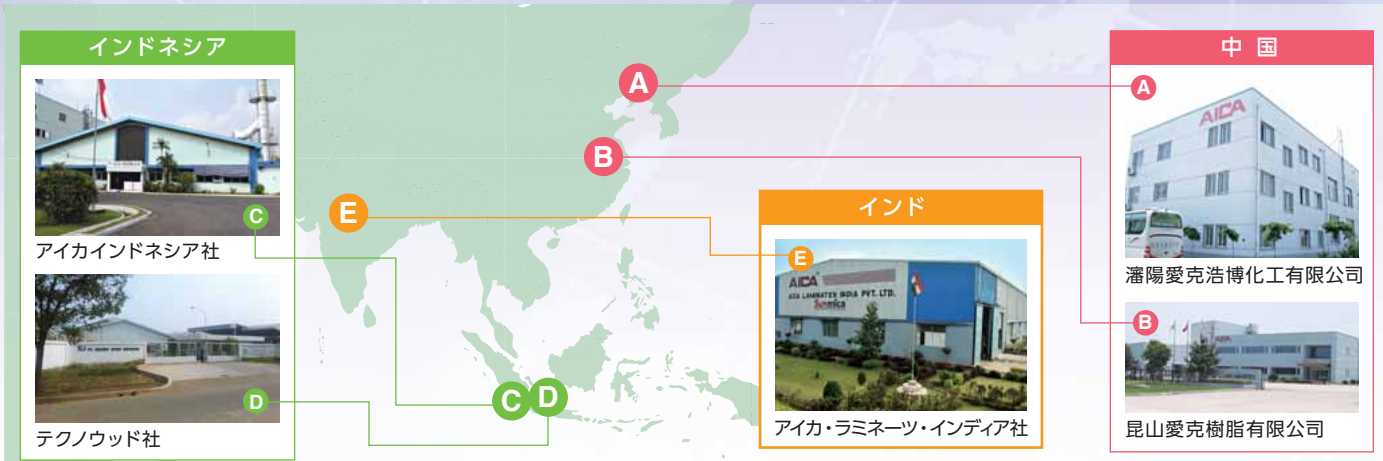 インドネシア
C
アイカインドネシア社
D
テクノウッド社
A
B
E
C
D
インド
E
AICA
AICA LAMINATES INDIA PVT. LTD.
Sunmica
アイカ・ラミネーツ・インディア社
中国
A
AICA
瀋陽愛克浩博化工有限公司
B
AICA
昆山愛克樹脂有限公司